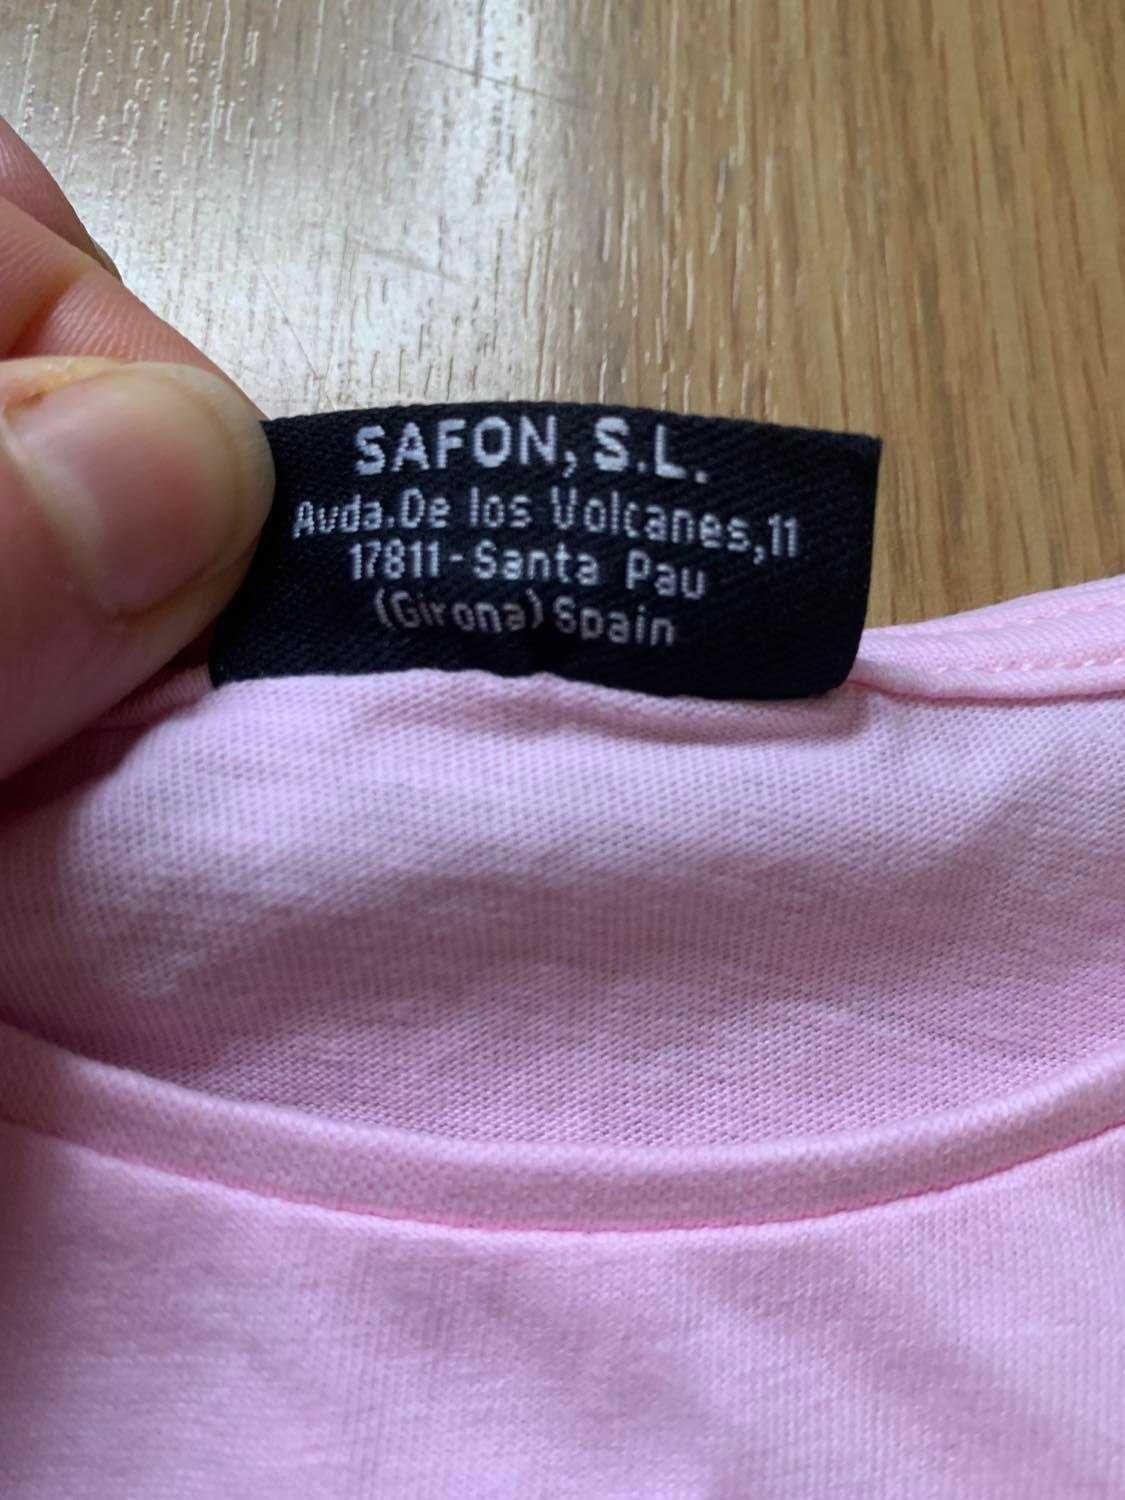 SAFON, S.L.
Avda.De los Volcanes,11
17811-Santa Pau
(Girona) Spain